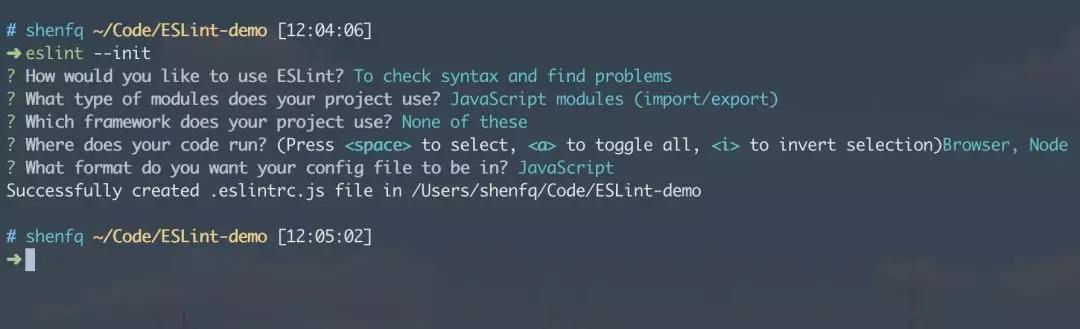 # shenfq ~/Code/ESLint-demo [12:04:06]
➜ eslint --init
? How would you like to use ESLint? To check syntax and find problems
? What type of modules does your project use? JavaScript modules (import/export)
? Which framework does your project use? None of these
? Where does your code run? (Press <space> to select, <a> to toggle all, <i> to invert selection)Browser, Node
? What format do you want your config file to be in? JavaScript
Successfully created .eslintrc.js file in /Users/shenfq/Code/ESLint-demo
# shenfq ~/Code/ESLint-demo [12:05:02]
➜